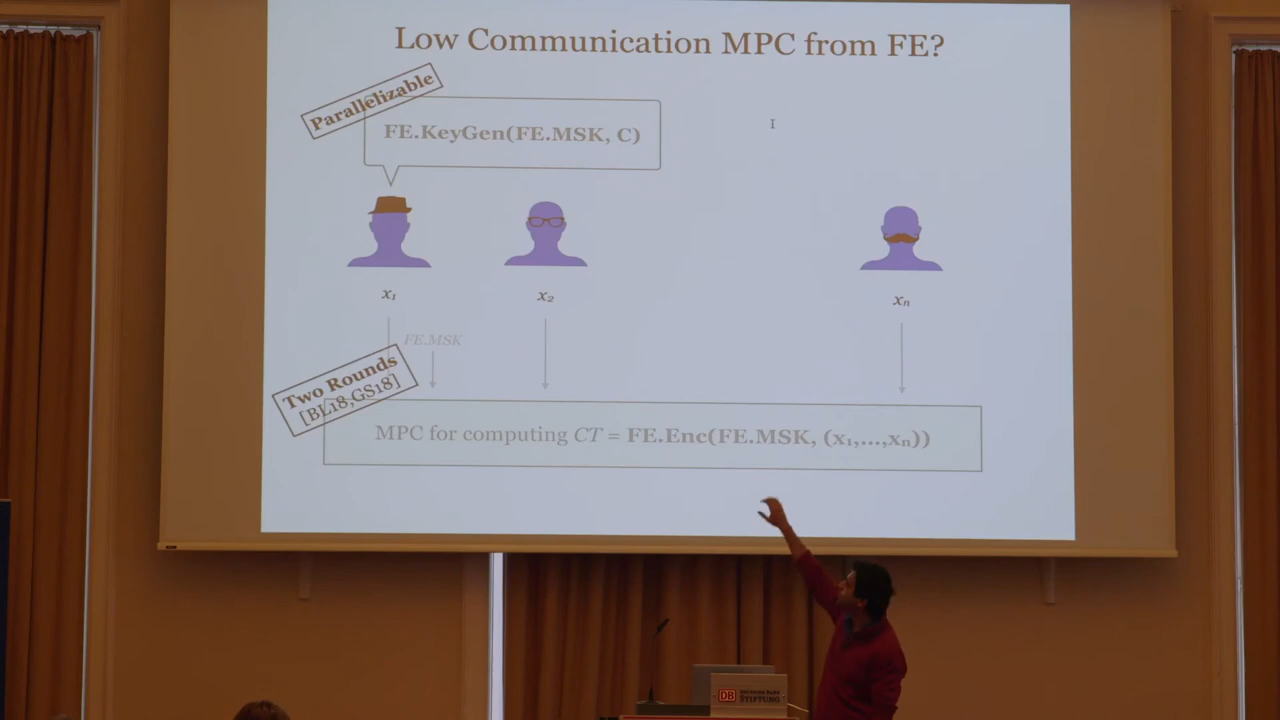 Low Communication MPC from FE?
Parallelizable
FE.KeyGen(FE.MSK, C)
x₁
x₂
xₙ
FE.MSK
Two Rounds
[BL18,GS18]
MPC for computing CT = FE.Enc(FE.MSK, (x₁,...,xₙ))
DB
STIFTUNG